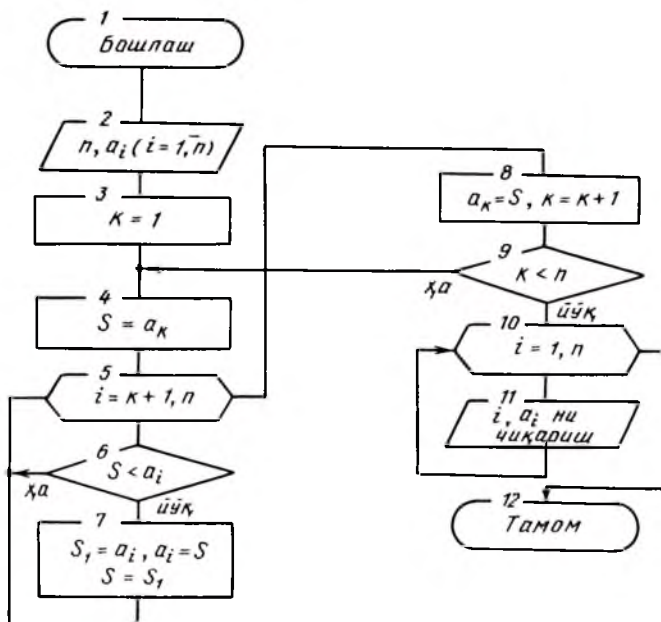 1
Бошлаш
2
n, aᵢ (i = 1, n̄)
3
K = 1
4
S = aₖ
5
i = к + 1, n
6
S < aᵢ
ҳа
йўқ
7
S₁ = aᵢ, aᵢ = S
S = S₁
8
aₖ = S, к = к + 1
9
к < n
ҳа
йўқ
10
i = 1, n
11
i, aᵢ ни
чиқариш
12
Тамом